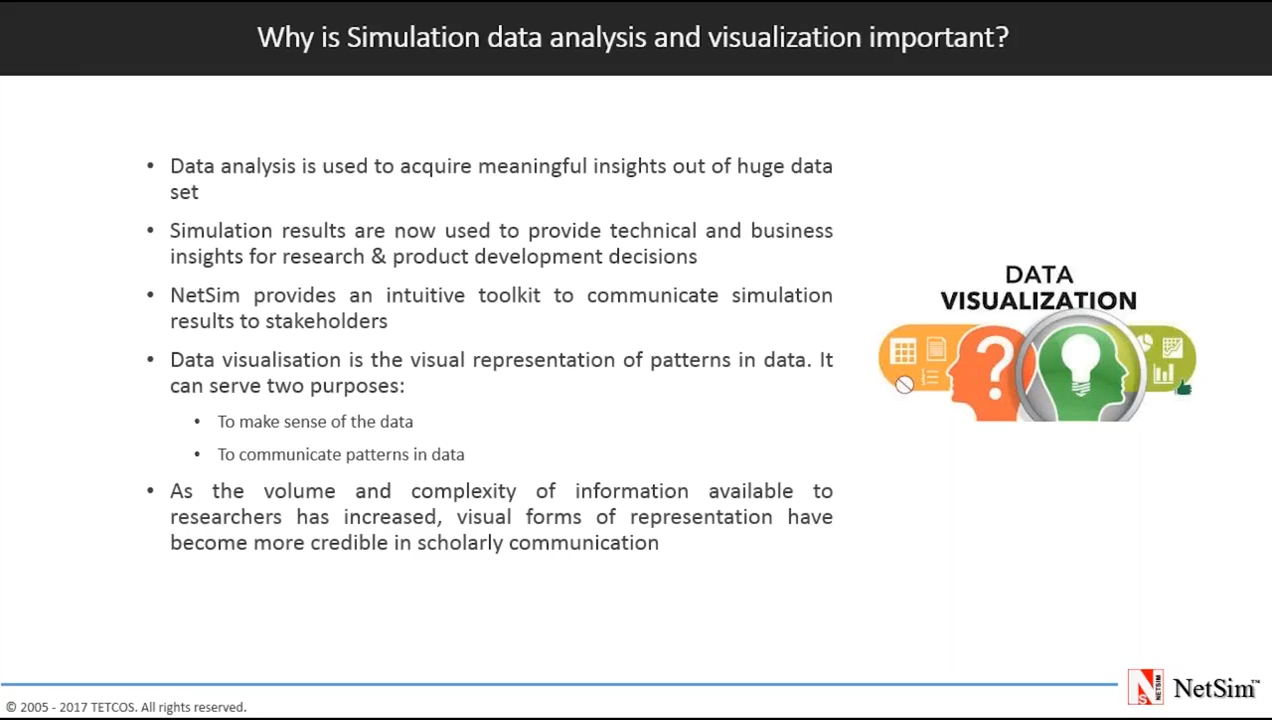 Why is Simulation data analysis and visualization important?
• Data analysis is used to acquire meaningful insights out of huge data
set
• Simulation results are now used to provide technical and business
insights for research & product development decisions
• NetSim provides an intuitive toolkit to communicate simulation
results to stakeholders
• Data visualisation is the visual representation of patterns in data. It
can serve two purposes:
• To make sense of the data
• To communicate patterns in data
• As the volume and complexity of information available to
researchers has increased, visual forms of representation have
become more credible in scholarly communication
DATA
VISUALIZATION
?
© 2005 - 2017 TETCOS. All rights reserved.
N
S
NETSIM
NetSim™